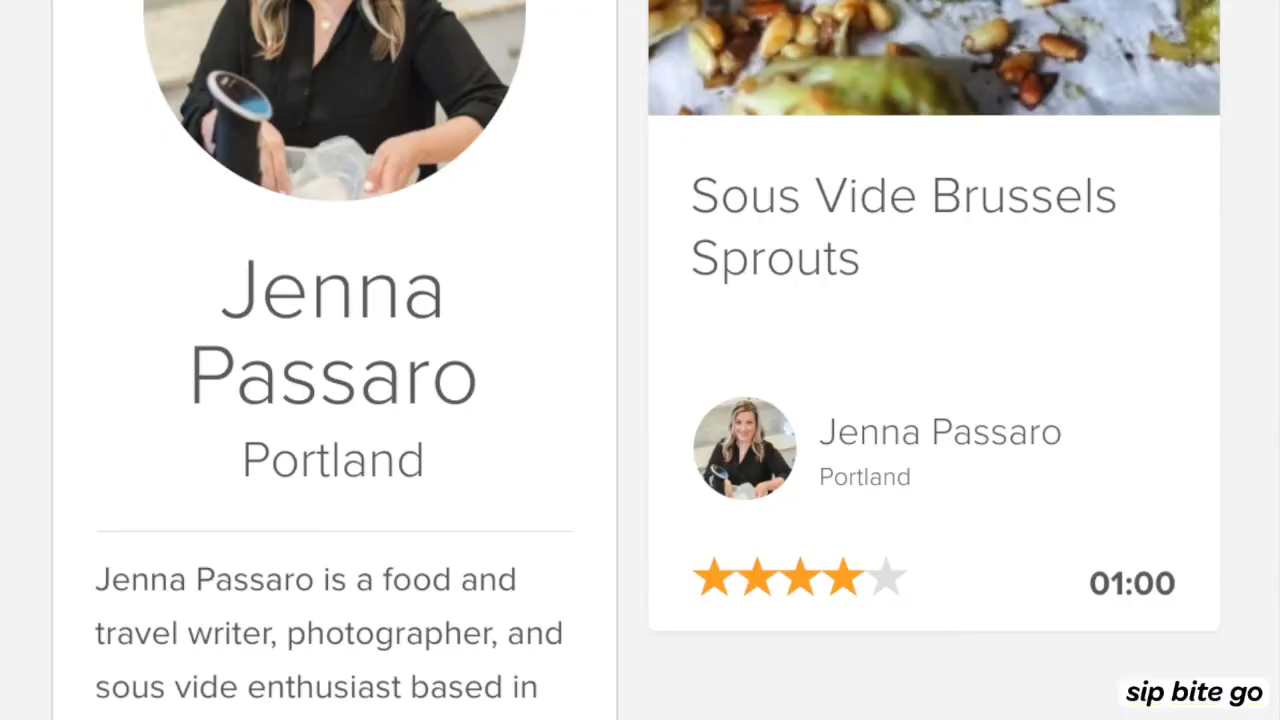 Jenna
Passaro
Portland
Jenna Passaro is a food and
travel writer, photographer, and
sous vide enthusiast based in
Sous Vide Brussels
Sprouts
Jenna Passaro
Portland
01:00
sip bite go